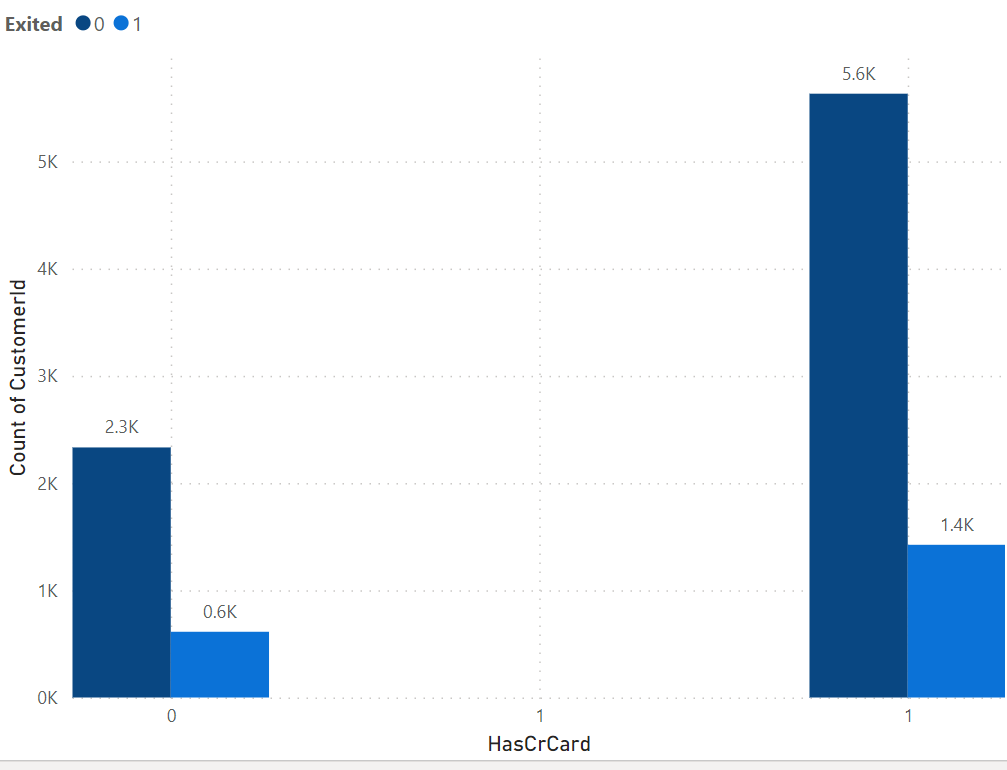 Exited 0 1
5.6K
5K
4K
3K
2.3K
2K
1.4K
1K
0.6K
0K
0 1 1
HasCrCard
Count of CustomerId